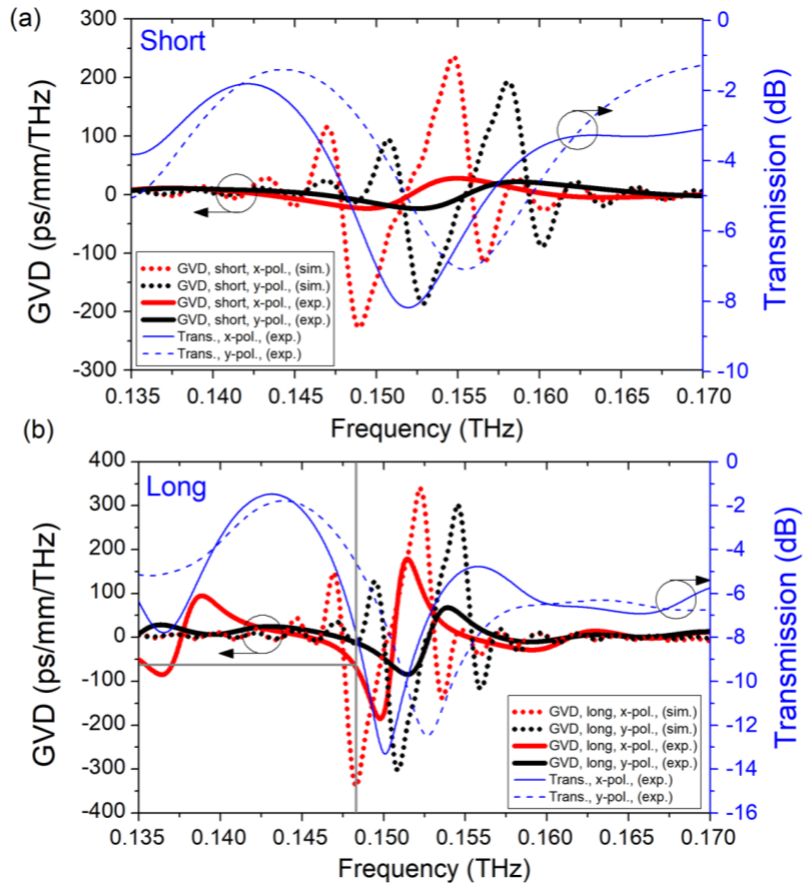 (a)
Short
GVD (ps/mm/THz)
300
200
100
0
-100
-200
-300
0
-2
-4
-6
-8
-10
Transmission (dB)
GVD, short, x-pol., (sim.)
GVD, short, y-pol., (sim.)
GVD, short, x-pol., (exp.)
GVD, short, y-pol., (exp.)
Trans., x-pol., (exp.)
Trans., y-pol., (exp.)
0.135 0.140 0.145 0.150 0.155 0.160 0.165 0.170
Frequency (THz)
(b)
Long
GVD (ps/mm/THz)
400
300
200
100
0
-100
-200
-300
-400
0
-2
-4
-6
-8
-10
-12
-14
-16
Transmission (dB)
GVD, long, x-pol., (sim.)
GVD, long, y-pol., (sim.)
GVD, long, x-pol., (exp.)
GVD, long, y-pol., (exp.)
Trans., x-pol., (exp.)
Trans., y-pol., (exp.)
0.135 0.140 0.145 0.150 0.155 0.160 0.165 0.170
Frequency (THz)